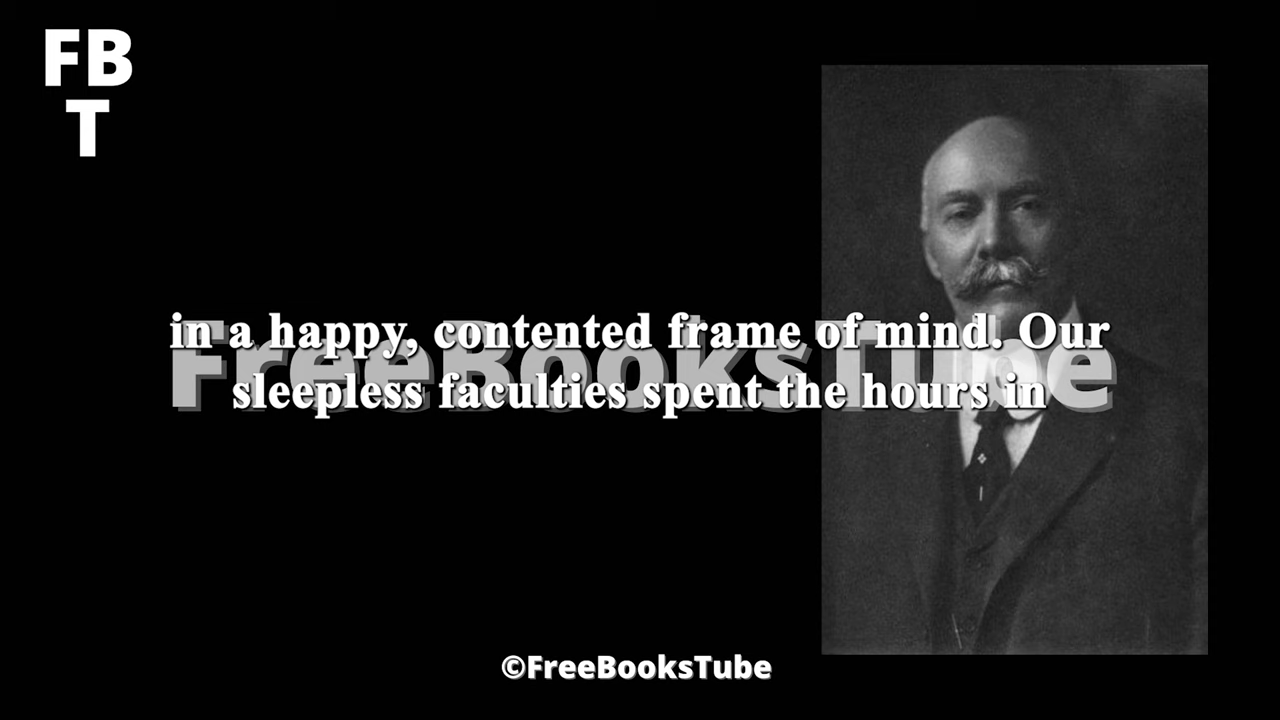 FB
T
in a happy, contented frame of mind. Our
FreeBooksTube
sleepless faculties spent the hours in
©FreeBooksTube